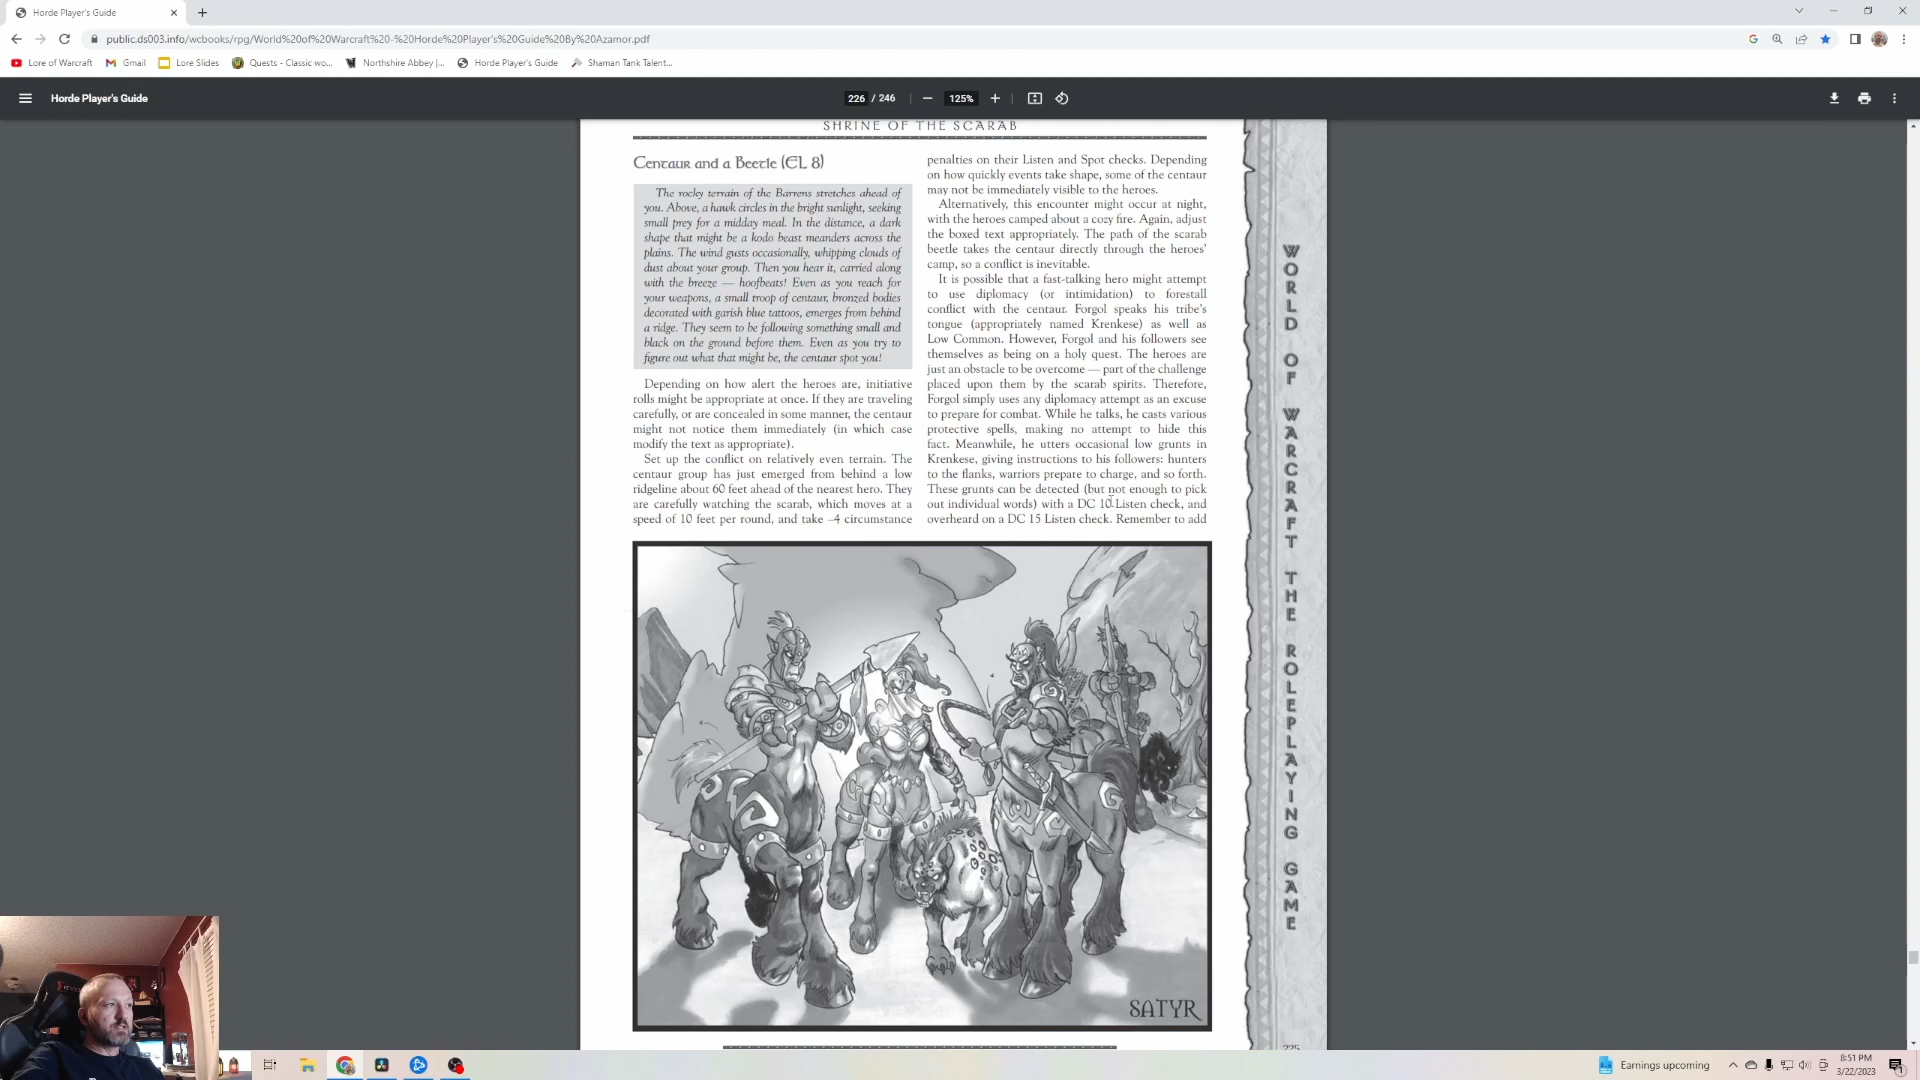 Horde Player's Guide
public.ds003.info/wcbooks/rpg/World%20of%20Warcraft%20-%20Horde%20Player's%20Guide%20By%20Azamor.pdf
Lore of Warcraft
Gmail
Lore Slides
Quests - Classic wo...
Northshire Abbey |...
Horde Player's Guide
Shaman Tank Talent...
Horde Player's Guide
226 / 246
125%
SHRINE OF THE SCARAB
Centaur and a Beetle (EL 8)
The rocky terrain of the Barrens stretches ahead of
you. Above, a hawk circles in the bright sunlight, seeking
small prey for a midday meal. In the distance, a dark
shape that might be a kodo beast meanders across the
plains. The wind gusts occasionally, whipping clouds of
dust about your group. Then you hear it, carried along
with the breeze — hoofbeats! Even as you reach for
your weapons, a small troop of centaur, bronzed bodies
decorated with garish blue tattoos, emerges from behind
a ridge. They seem to be following something small and
black on the ground before them. Even as you try to
figure out what that might be, the centaur spot you!
Depending on how alert the heroes are, initiative
rolls might be appropriate at once. If they are traveling
carefully, or are concealed in some manner, the centaur
might not notice them immediately (in which case
modify the text as appropriate).
Set up the conflict on relatively even terrain. The
centaur group has just emerged from behind a low
ridgeline about 60 feet ahead of the nearest hero. They
are carefully watching the scarab, which moves at a
speed of 10 feet per round, and take –4 circumstance
penalties on their Listen and Spot checks. Depending
on how quickly events take shape, some of the centaur
may not be immediately visible to the heroes.
Alternatively, this encounter might occur at night,
with the heroes camped about a cozy fire. Again, adjust
the boxed text appropriately. The path of the scarab
beetle takes the centaur directly through the heroes'
camp, so a conflict is inevitable.
It is possible that a fast-talking hero might attempt
to use diplomacy (or intimidation) to forestall
conflict with the centaur. Forgol speaks his tribe's
tongue (appropriately named Krenkese) as well as
Low Common. However, Forgol and his followers see
themselves as being on a holy quest. The heroes are
just an obstacle to be overcome — part of the challenge
placed upon them by the scarab spirits. Therefore,
Forgol simply uses any diplomacy attempt as an excuse
to prepare for combat. While he talks, he casts various
protective spells, making no attempt to hide this
fact. Meanwhile, he utters occasional low grunts in
Krenkese, giving instructions to his followers: hunters
to the flanks, warriors prepare to charge, and so forth.
These grunts can be detected (but not enough to pick
out individual words) with a DC 10 Listen check, and
overheard on a DC 15 Listen check. Remember to add
SATYR
WORLD OF WARCRAFT THE ROLEPLAYING GAME
225
Earnings upcoming
8:51 PM
3/22/2023